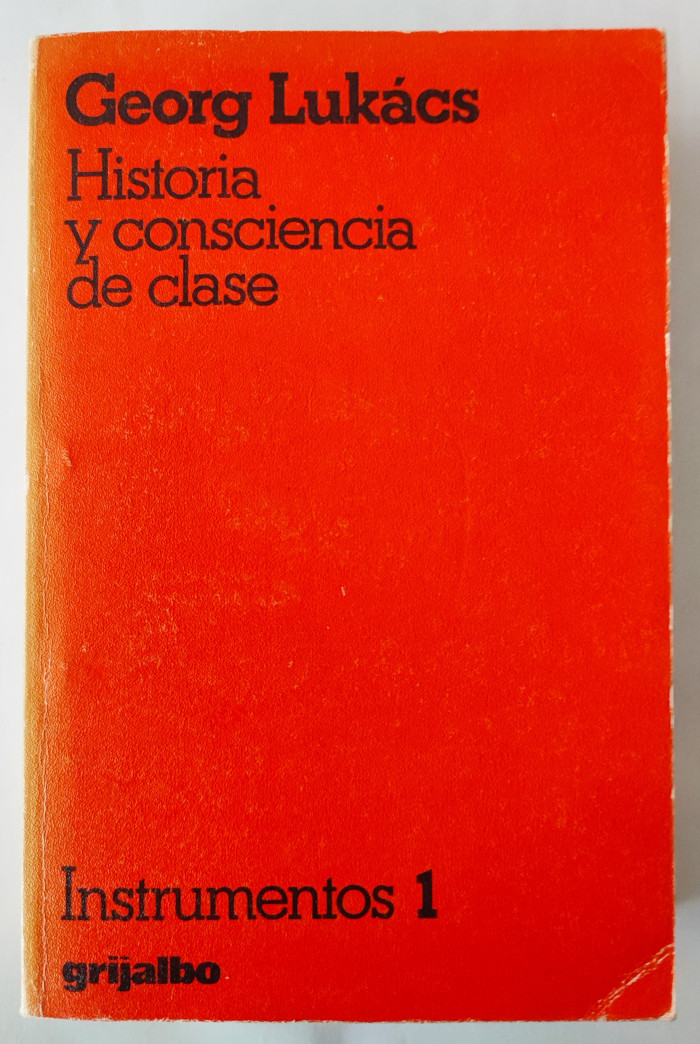 Georg Lukács
Historia
y consciencia
de clase
Instrumentos 1
grijalbo